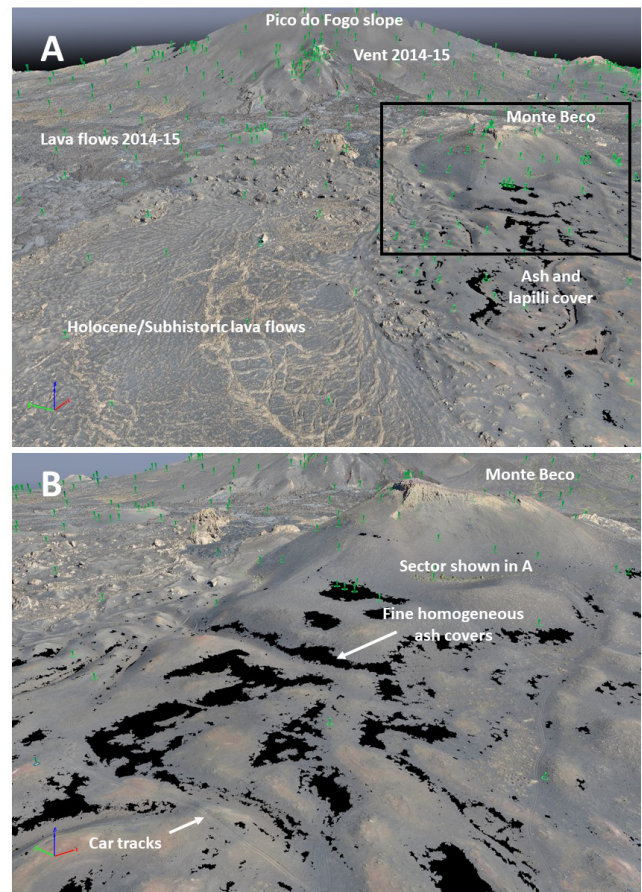 A
Pico do Fogo slope
Vent 2014-15
Monte Beco
Lava flows 2014-15
Ash and
lapilli cover
Holocene/Subhistoric lava flows
B
Monte Beco
Sector shown in A
Fine homogeneous
ash covers
Car tracks